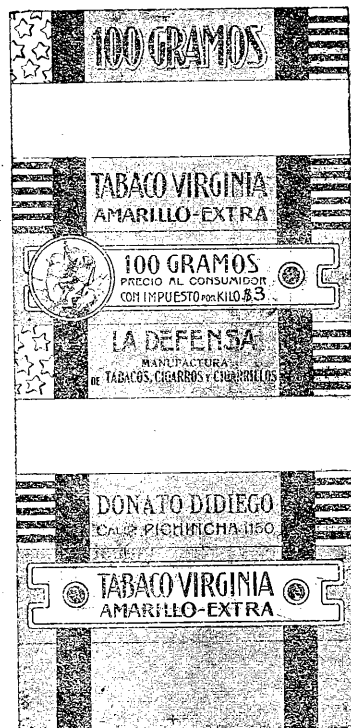 100 GRAMOS
TABACO VIRGINIA
AMARILLO-EXTRA
100 GRAMOS
PRECIO AL CONSUMIDOR
CON IMPUESTO POR KILO $3
LA DEFENSA
MANUFACTURA
DE TABACOS, CIGARROS Y CIGARRILLOS
DONATO DIDIEGO
CALLE PICHINCHA 1150
TABACO VIRGINIA
AMARILLO-EXTRA